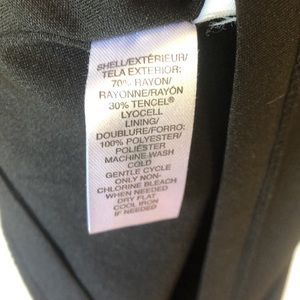 SHELL/EXTÉRIEUR/
TELA EXTERIOR:
70% RAYON/
RAYONNE/RAYÓN
30% TENCEL®
LYOCELL
LINING/
DOUBLURE/FORRO:
100% POLYESTER/
POLIÉSTER
MACHINE WASH
COLD
GENTLE CYCLE
ONLY NON-
CHLORINE BLEACH
WHEN NEEDED
DRY FLAT
COOL IRON
IF NEEDED